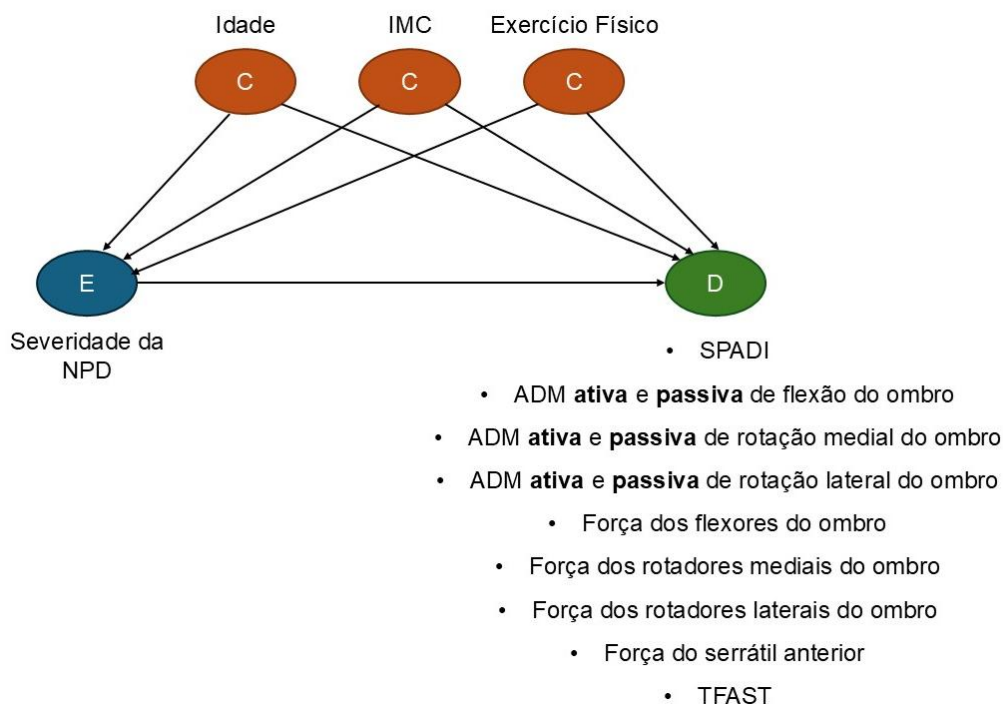 Idade
IMC
Exercício Físico
C
C
C
E
D
Severidade da
NPD
• SPADI
• ADM ativa e passiva de flexão do ombro
• ADM ativa e passiva de rotação medial do ombro
• ADM ativa e passiva de rotação lateral do ombro
• Força dos flexores do ombro
• Força dos rotadores mediais do ombro
• Força dos rotadores laterais do ombro
• Força do serrátil anterior
• TFAST